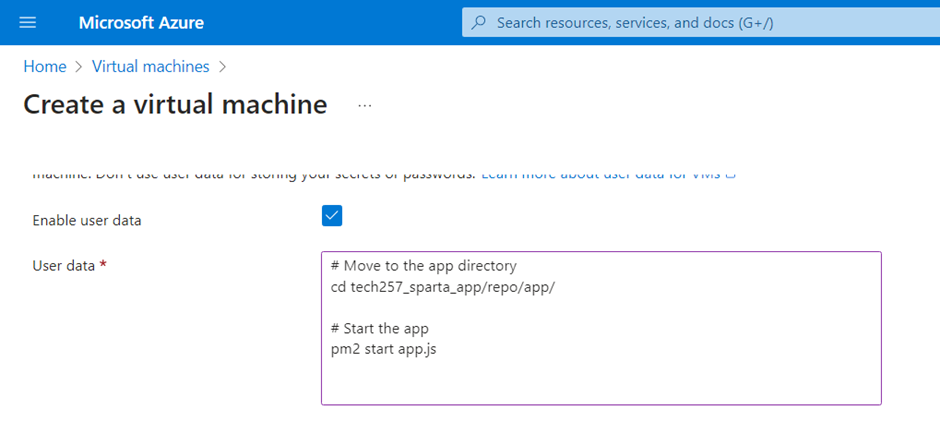 Microsoft Azure
Search resources, services, and docs (G+/)
Home > Virtual machines >
Create a virtual machine ...
machine. Don't use user data for storing your secrets or passwords. Learn more about user data for VMs
Enable user data
User data *
# Move to the app directory
cd tech257_sparta_app/repo/app/
# Start the app
pm2 start app.js